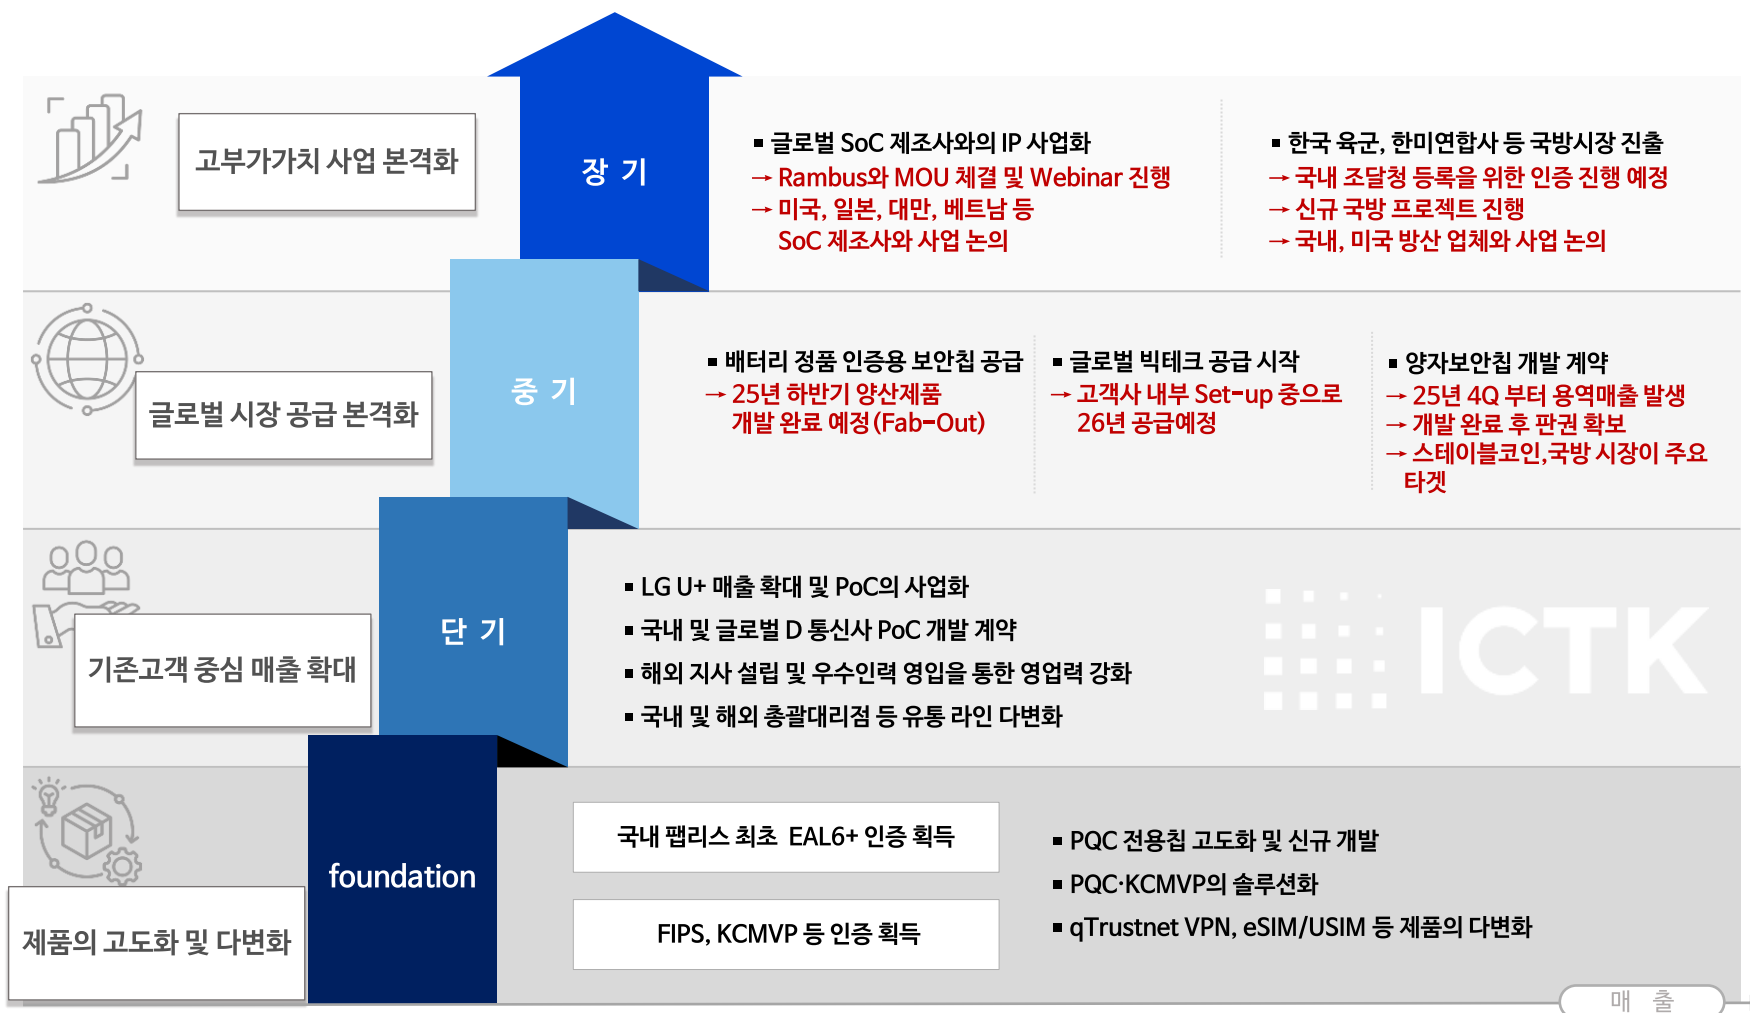 고부가가치 사업 본격화
장 기
▪ 글로벌 SoC 제조사와의 IP 사업화
→ Rambus와 MOU 체결 및 Webinar 진행
→ 미국, 일본, 대만, 베트남 등
SoC 제조사와 사업 논의
▪ 한국 육군, 한미연합사 등 국방시장 진출
→ 국내 조달청 등록을 위한 인증 진행 예정
→ 신규 국방 프로젝트 진행
→ 국내, 미국 방산 업체와 사업 논의
글로벌 시장 공급 본격화
중 기
▪ 배터리 정품 인증용 보안칩 공급
→ 25년 하반기 양산제품
개발 완료 예정(Fab-Out)
▪ 글로벌 빅테크 공급 시작
→ 고객사 내부 Set-up 중으로
26년 공급예정
▪ 양자보안칩 개발 계약
→ 25년 4Q 부터 용역매출 발생
→ 개발 완료 후 판권 확보
→ 스테이블코인,국방 시장이 주요
타겟
기존고객 중심 매출 확대
단 기
▪ LG U+ 매출 확대 및 PoC의 사업화
▪ 국내 및 글로벌 D 통신사 PoC 개발 계약
▪ 해외 지사 설립 및 우수인력 영입을 통한 영업력 강화
▪ 국내 및 해외 총괄대리점 등 유통 라인 다변화
ICTK
제품의 고도화 및 다변화
foundation
국내 팹리스 최초 EAL6+ 인증 획득
FIPS, KCMVP 등 인증 획득
▪ PQC 전용칩 고도화 및 신규 개발
▪ PQC·KCMVP의 솔루션화
▪ qTrustnet VPN, eSIM/USIM 등 제품의 다변화
매 출